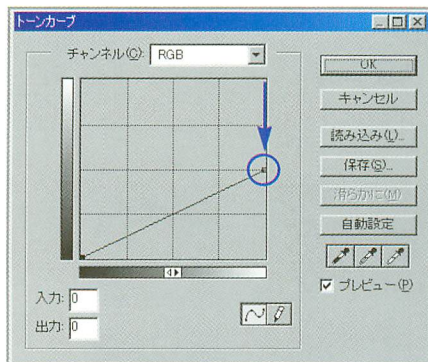 トーンカーブ
チャンネル(C): RGB
OK
キャンセル
読み込み(L)...
保存(S)...
滑らかに(M)
自動設定
プレビュー(P)
入力: 0
出力: 0